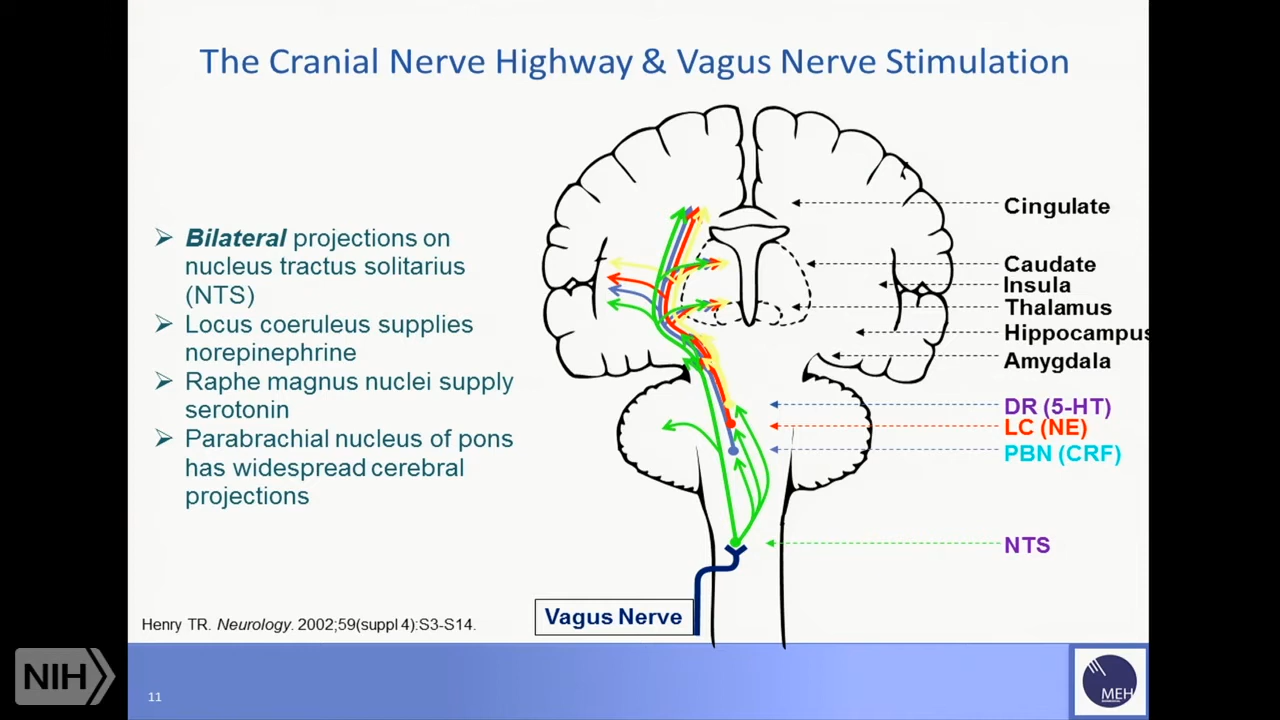 The Cranial Nerve Highway & Vagus Nerve Stimulation
➢ Bilateral projections on
nucleus tractus solitarius
(NTS)
➢ Locus coeruleus supplies
norepinephrine
➢ Raphe magnus nuclei supply
serotonin
➢ Parabrachial nucleus of pons
has widespread cerebral
projections
Cingulate
Caudate
Insula
Thalamus
Hippocampus
Amygdala
DR (5-HT)
LC (NE)
PBN (CRF)
NTS
Vagus Nerve
Henry TR. Neurology. 2002;59(suppl 4):S3-S14.
NIH
11
MEH